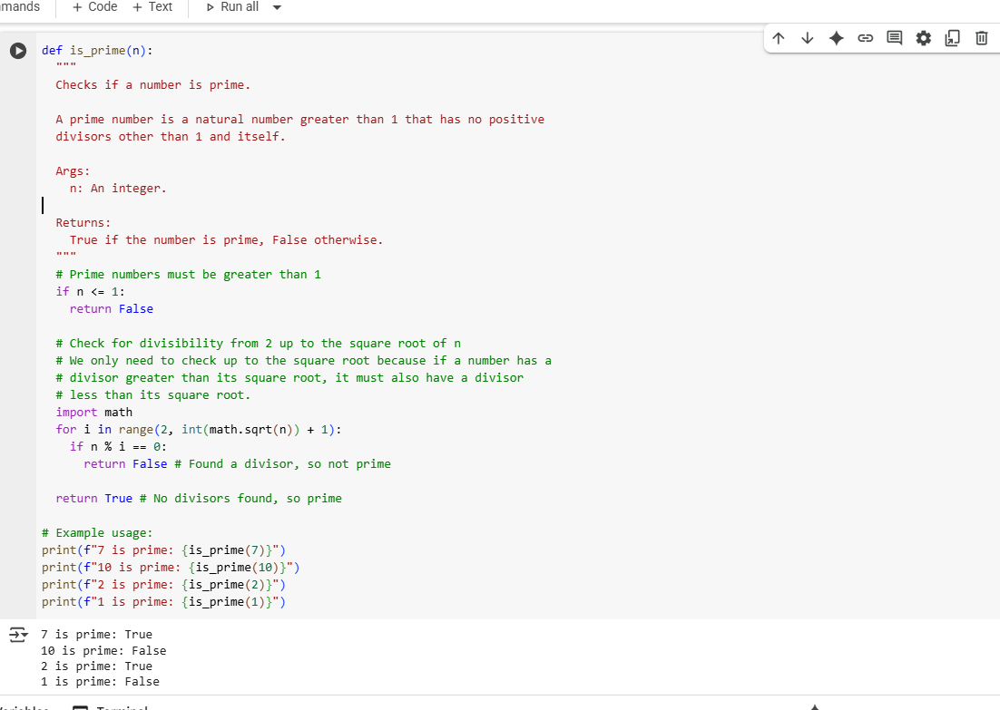 + Code + Text Run all
def is_prime(n):
  """
  Checks if a number is prime.

  A prime number is a natural number greater than 1 that has no positive
  divisors other than 1 and itself.

  Args:
    n: An integer.

  Returns:
    True if the number is prime, False otherwise.
  """
  # Prime numbers must be greater than 1
  if n <= 1:
    return False

  # Check for divisibility from 2 up to the square root of n
  # We only need to check up to the square root because if a number has a
  # divisor greater than its square root, it must also have a divisor
  # less than its square root.
  import math
  for i in range(2, int(math.sqrt(n)) + 1):
    if n % i == 0:
      return False # Found a divisor, so not prime

  return True # No divisors found, so prime

# Example usage:
print(f"7 is prime: {is_prime(7)}")
print(f"10 is prime: {is_prime(10)}")
print(f"2 is prime: {is_prime(2)}")
print(f"1 is prime: {is_prime(1)}")
7 is prime: True
10 is prime: False
2 is prime: True
1 is prime: False